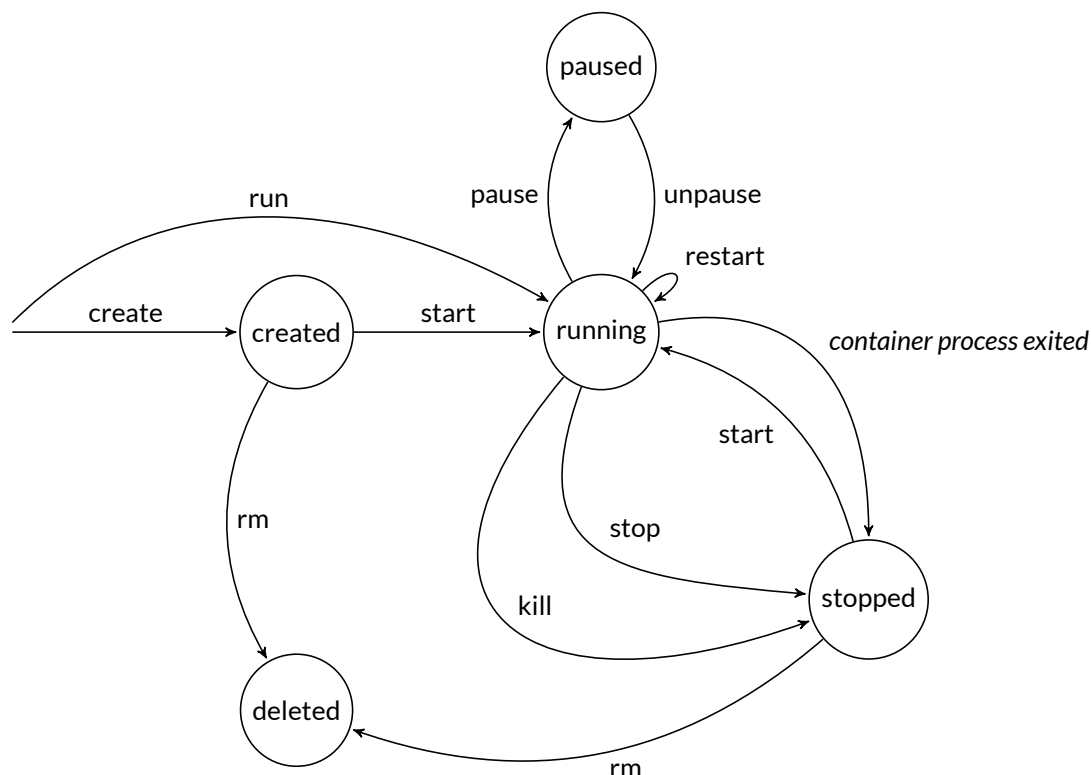 paused
run
pause
unpause
restart
create
created
start
running
container process exited
start
rm
stop
kill
stopped
deleted
rm